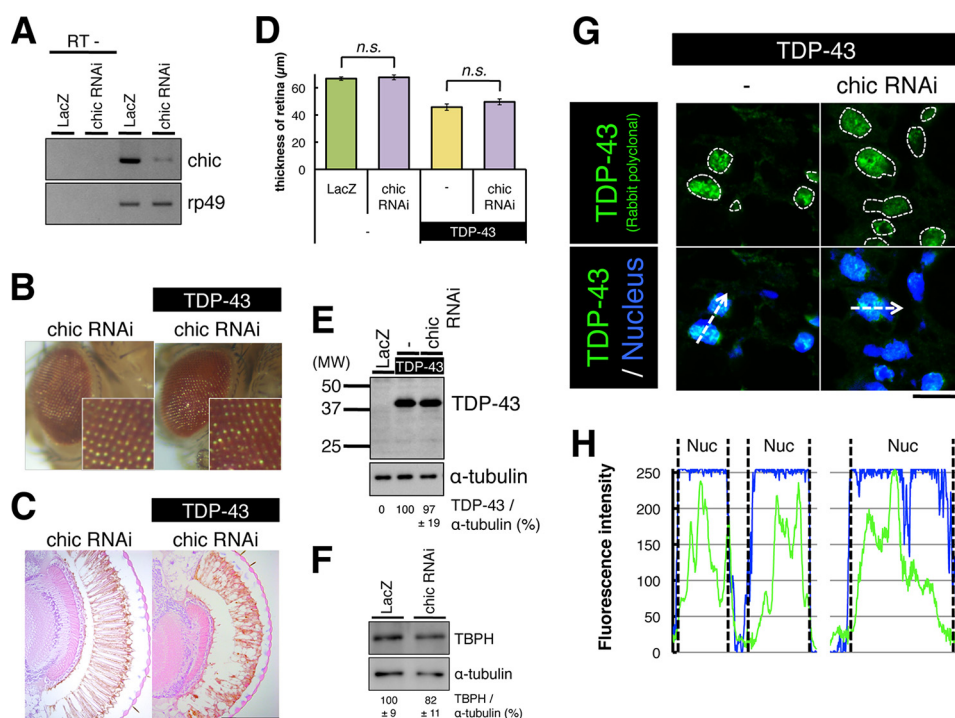 A
RT -
LacZ
chic RNAi
LacZ
chic RNAi
chic
rp49
B
TDP-43
chic RNAi
chic RNAi
C
TDP-43
chic RNAi
chic RNAi
D
n.s.
n.s.
thickness of retina (μm)
80
60
40
20
0
LacZ
chic
RNAi
-
chic
RNAi
-
TDP-43
E
LacZ
-
chic
RNAi
(MW)
TDP-43
50
37
25
TDP-43
α-tubulin
0
100
97
± 19
TDP-43 /
α-tubulin (%)
F
LacZ
chic RNAi
TBPH
α-tubulin
100
± 9
82
± 11
TBPH /
α-tubulin (%)
G
TDP-43
-
chic RNAi
TDP-43
(Rabbit polyclonal)
TDP-43
/ Nucleus
H
Nuc
Nuc
Nuc
Fluorescence intensity
250
200
150
100
50
0